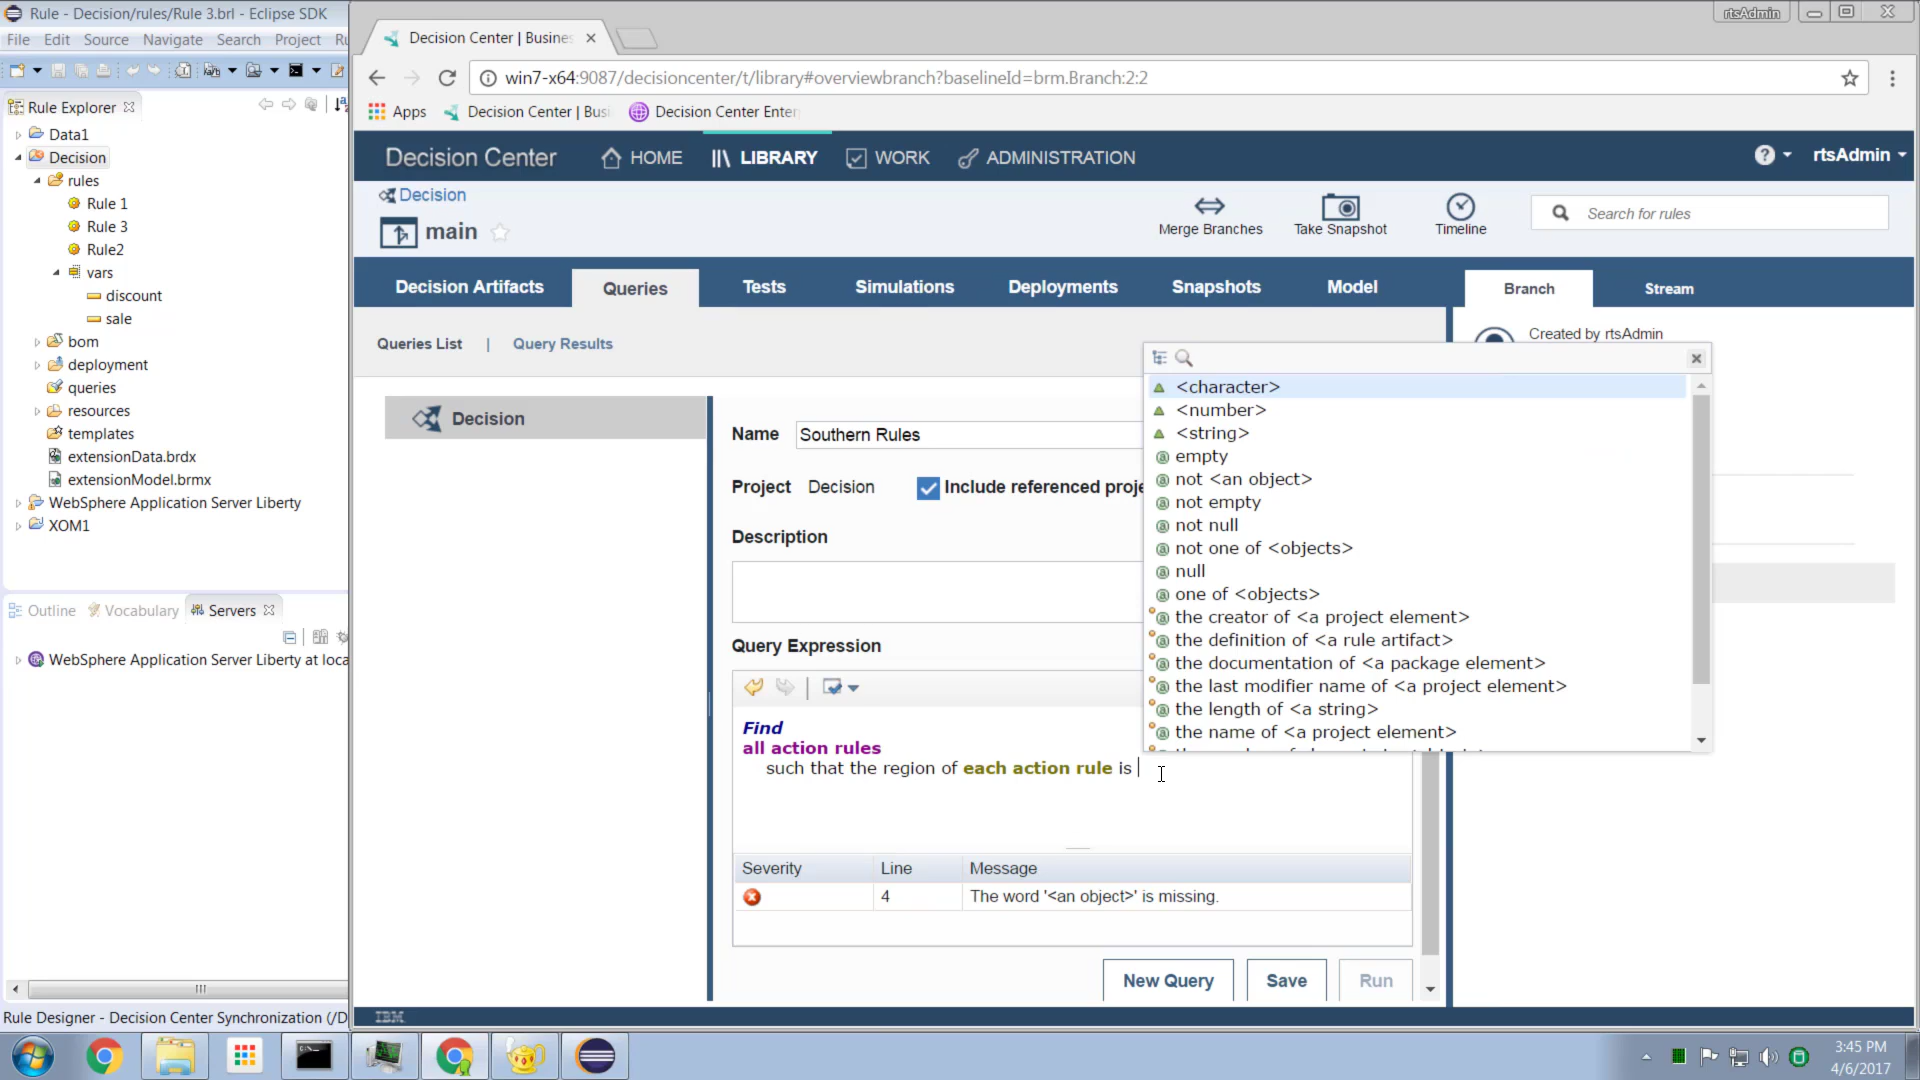 Rule - Decision/rules/Rule 3.brl - Eclipse SDK
File Edit Source Navigate Search Project
Rule Explorer
Data1
Decision
rules
Rule 1
Rule 3
Rule2
vars
discount
sale
bom
deployment
queries
resources
templates
extensionData.brdx
extensionModel.brmx
WebSphere Application Server Liberty
XOM1
Outline Vocabulary Servers
WebSphere Application Server Liberty at loca
Rule Designer - Decision Center Synchronization (/D
rtsAdmin
Decision Center | Busines
win7-x64:9087/decisioncenter/t/library#overviewbranch?baselineId=brm.Branch:2:2
Apps Decision Center | Busi Decision Center Enter
Decision Center HOME LIBRARY WORK ADMINISTRATION ? rtsAdmin
Decision
main
Merge Branches Take Snapshot Timeline Search for rules
Decision Artifacts Queries Tests Simulations Deployments Snapshots Model Branch Stream
Queries List | Query Results
Created by rtsAdmin
Decision
Name Southern Rules
Project Decision Include referenced proje
Description
Query Expression
Find
all action rules
such that the region of each action rule is
<character>
<number>
<string>
empty
not <an object>
not empty
not null
not one of <objects>
null
one of <objects>
the creator of <a project element>
the definition of <a rule artifact>
the documentation of <a package element>
the last modifier name of <a project element>
the length of <a string>
the name of <a project element>
Severity Line Message
4 The word '<an object>' is missing.
New Query Save Run
IBM
3:45 PM
4/6/2017